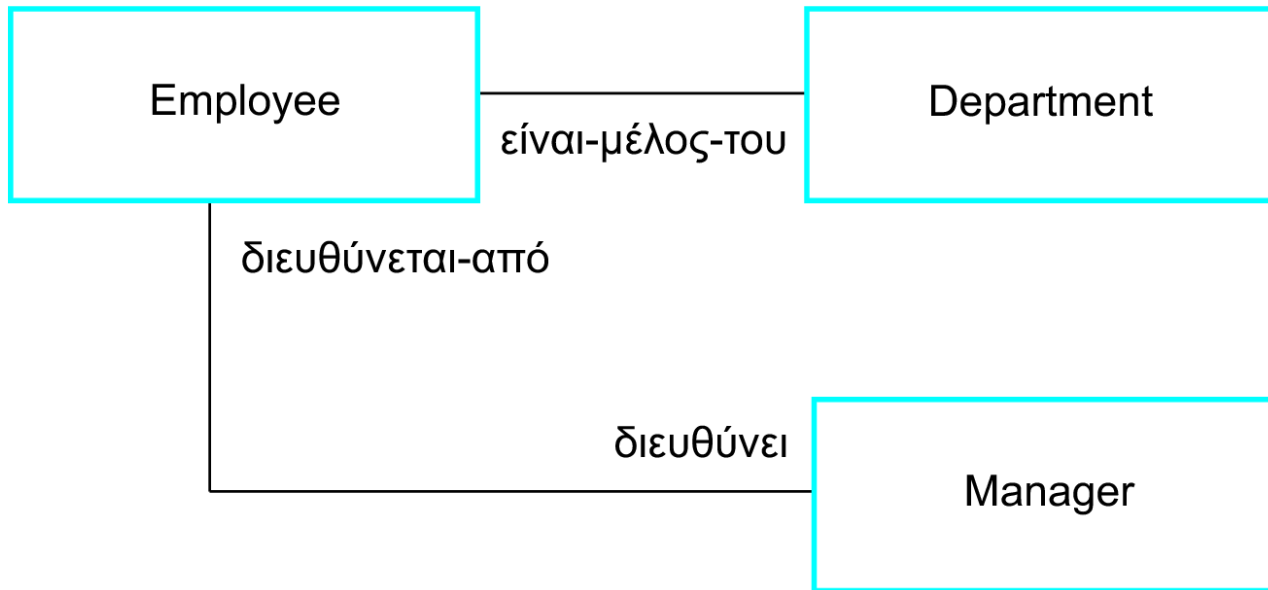 Employee
Department
είναι-μέλος-του
διευθύνεται-από
διευθύνει
Manager